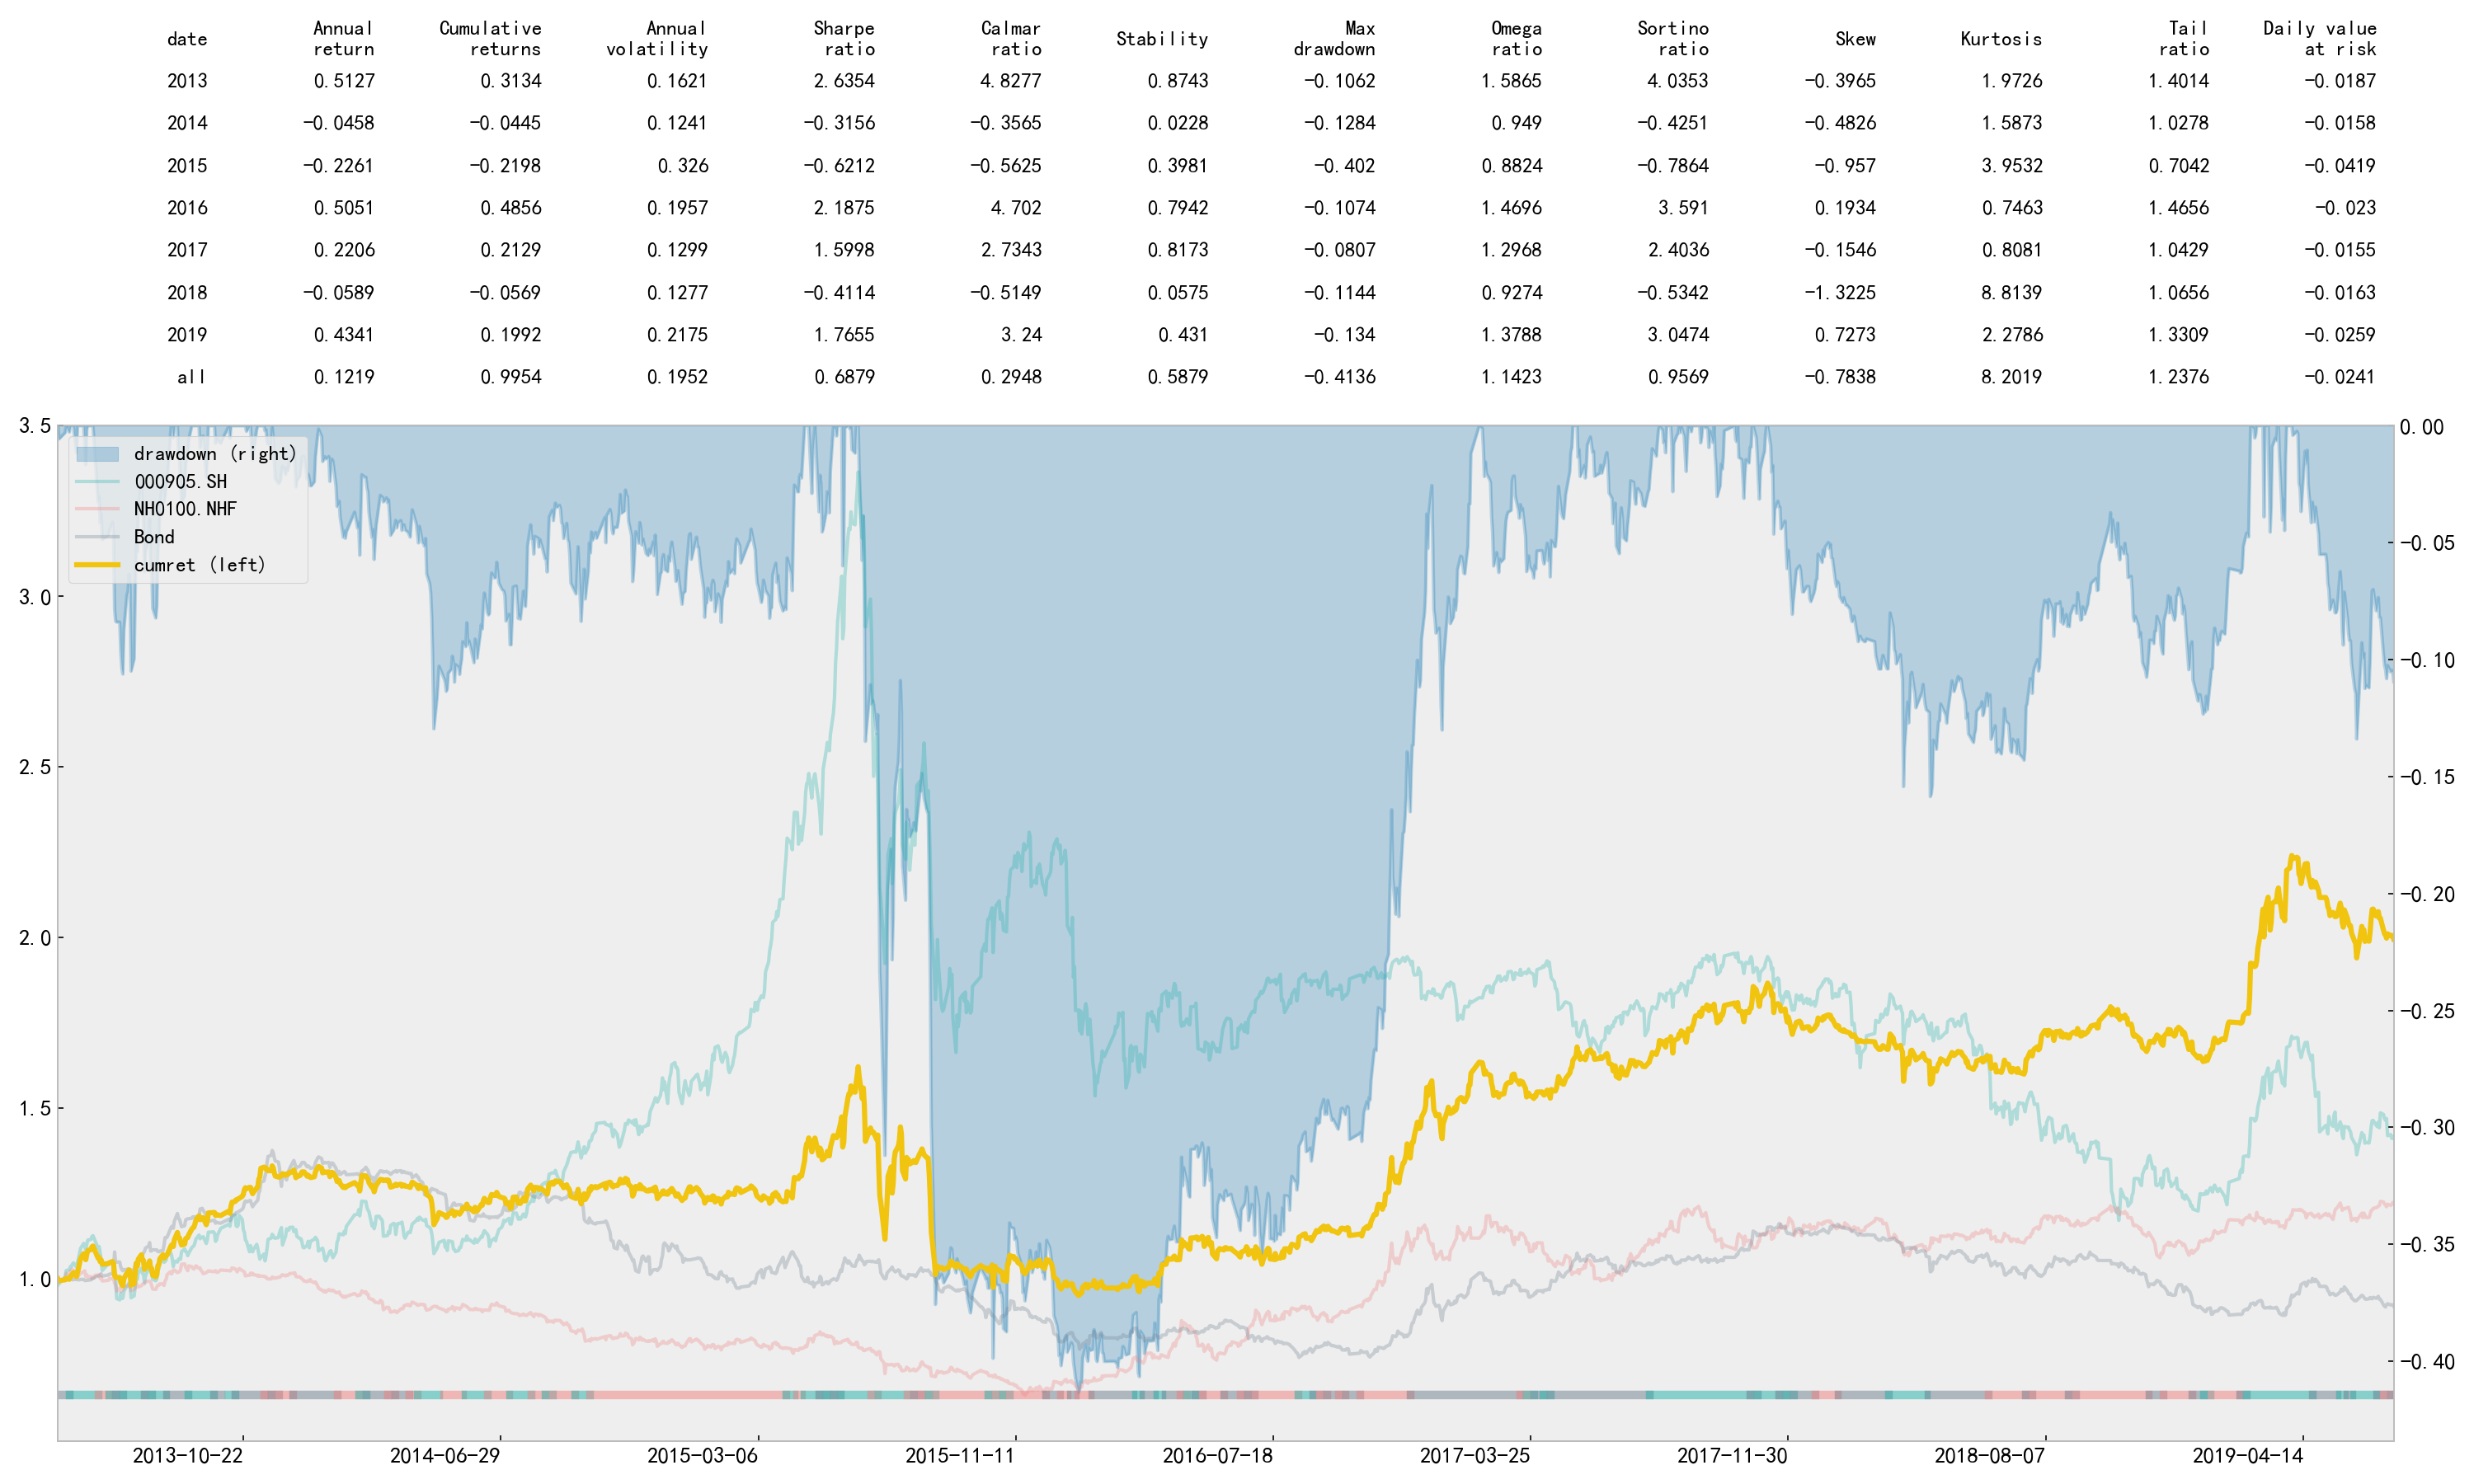 date Annual return Cumulative returns Annual volatility Sharpe ratio Calmar ratio Stability Max drawdown Omega ratio Sortino ratio Skew Kurtosis Tail ratio Daily value at risk
2013 0.5127 0.3134 0.1621 2.6354 4.8277 0.8743 −0.1062 1.5865 4.0353 −0.3965 1.9726 1.4014 −0.0187
2014 −0.0458 −0.0445 0.1241 −0.3156 −0.3565 0.0228 −0.1284 0.949 −0.4251 −0.4826 1.5873 1.0278 −0.0158
2015 −0.2261 −0.2198 0.326 −0.6212 −0.5625 0.3981 −0.402 0.8824 −0.7864 −0.957 3.9532 0.7042 −0.0419
2016 0.5051 0.4856 0.1957 2.1875 4.702 0.7942 −0.1074 1.4696 3.591 0.1934 0.7463 1.4656 −0.023
2017 0.2206 0.2129 0.1299 1.5998 2.7343 0.8173 −0.0807 1.2968 2.4036 −0.1546 0.8081 1.0429 −0.0155
2018 −0.0589 −0.0569 0.1277 −0.4114 −0.5149 0.0575 −0.1144 0.9274 −0.5342 −1.3225 8.8139 1.0656 −0.0163
2019 0.4341 0.1992 0.2175 1.7655 3.24 0.431 −0.134 1.3788 3.0474 0.7273 2.2786 1.3309 −0.0259
all 0.1219 0.9954 0.1952 0.6879 0.2948 0.5879 −0.4136 1.1423 0.9569 −0.7838 8.2019 1.2376 −0.0241
3.5
3.0
2.5
2.0
1.5
1.0
drawdown (right)
000905.SH
NH0100.NHF
Bond
cumret (left)
0.00
−0.05
−0.10
−0.15
−0.20
−0.25
−0.30
−0.35
−0.40
2013−10−22 2014−06−29 2015−03−06 2015−11−11 2016−07−18 2017−03−25 2017−11−30 2018−08−07 2019−04−14